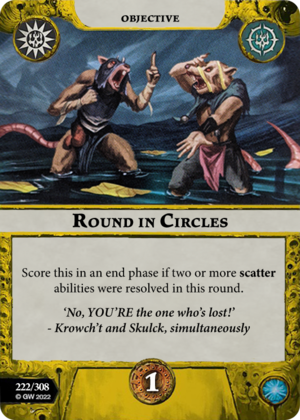 OBJECTIVE
ROUND IN CIRCLES
Score this in an end phase if two or more scatter
abilities were resolved in this round.
‘No, YOU’RE the one who’s lost!’
- Krowch’t and Skulck, simultaneously
222/308
© GW 2022
1